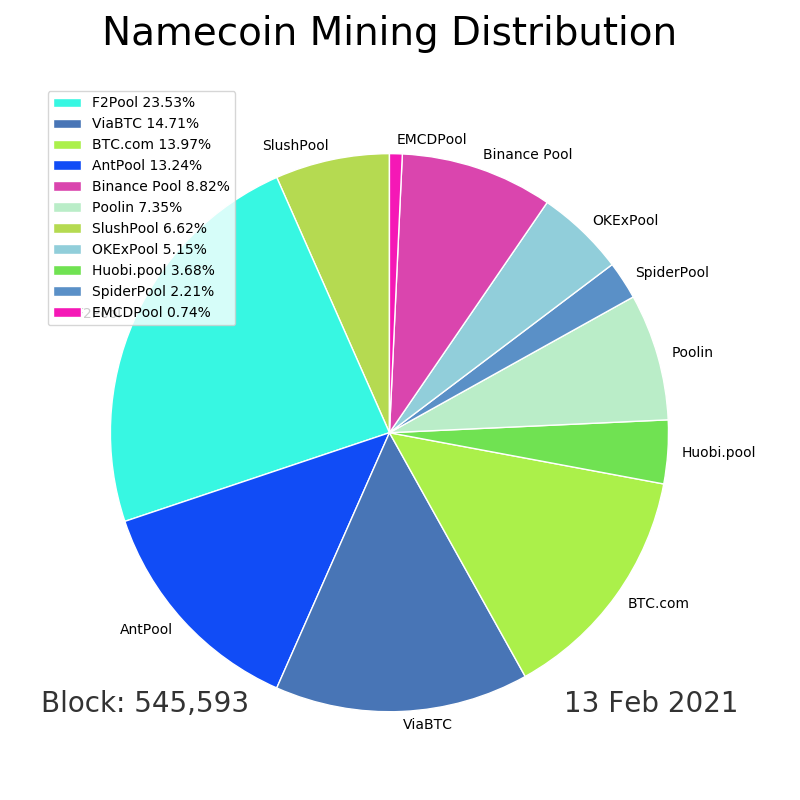 Namecoin Mining Distribution
F2Pool 23.53%
ViaBTC 14.71%
BTC.com 13.97%
AntPool 13.24%
Binance Pool 8.82%
Poolin 7.35%
SlushPool 6.62%
OKExPool 5.15%
Huobi.pool 3.68%
SpiderPool 2.21%
EMCDPool 0.74%
SlushPool
EMCDPool
Binance Pool
OKExPool
SpiderPool
Poolin
Huobi.pool
BTC.com
AntPool
ViaBTC
Block: 545,593
13 Feb 2021